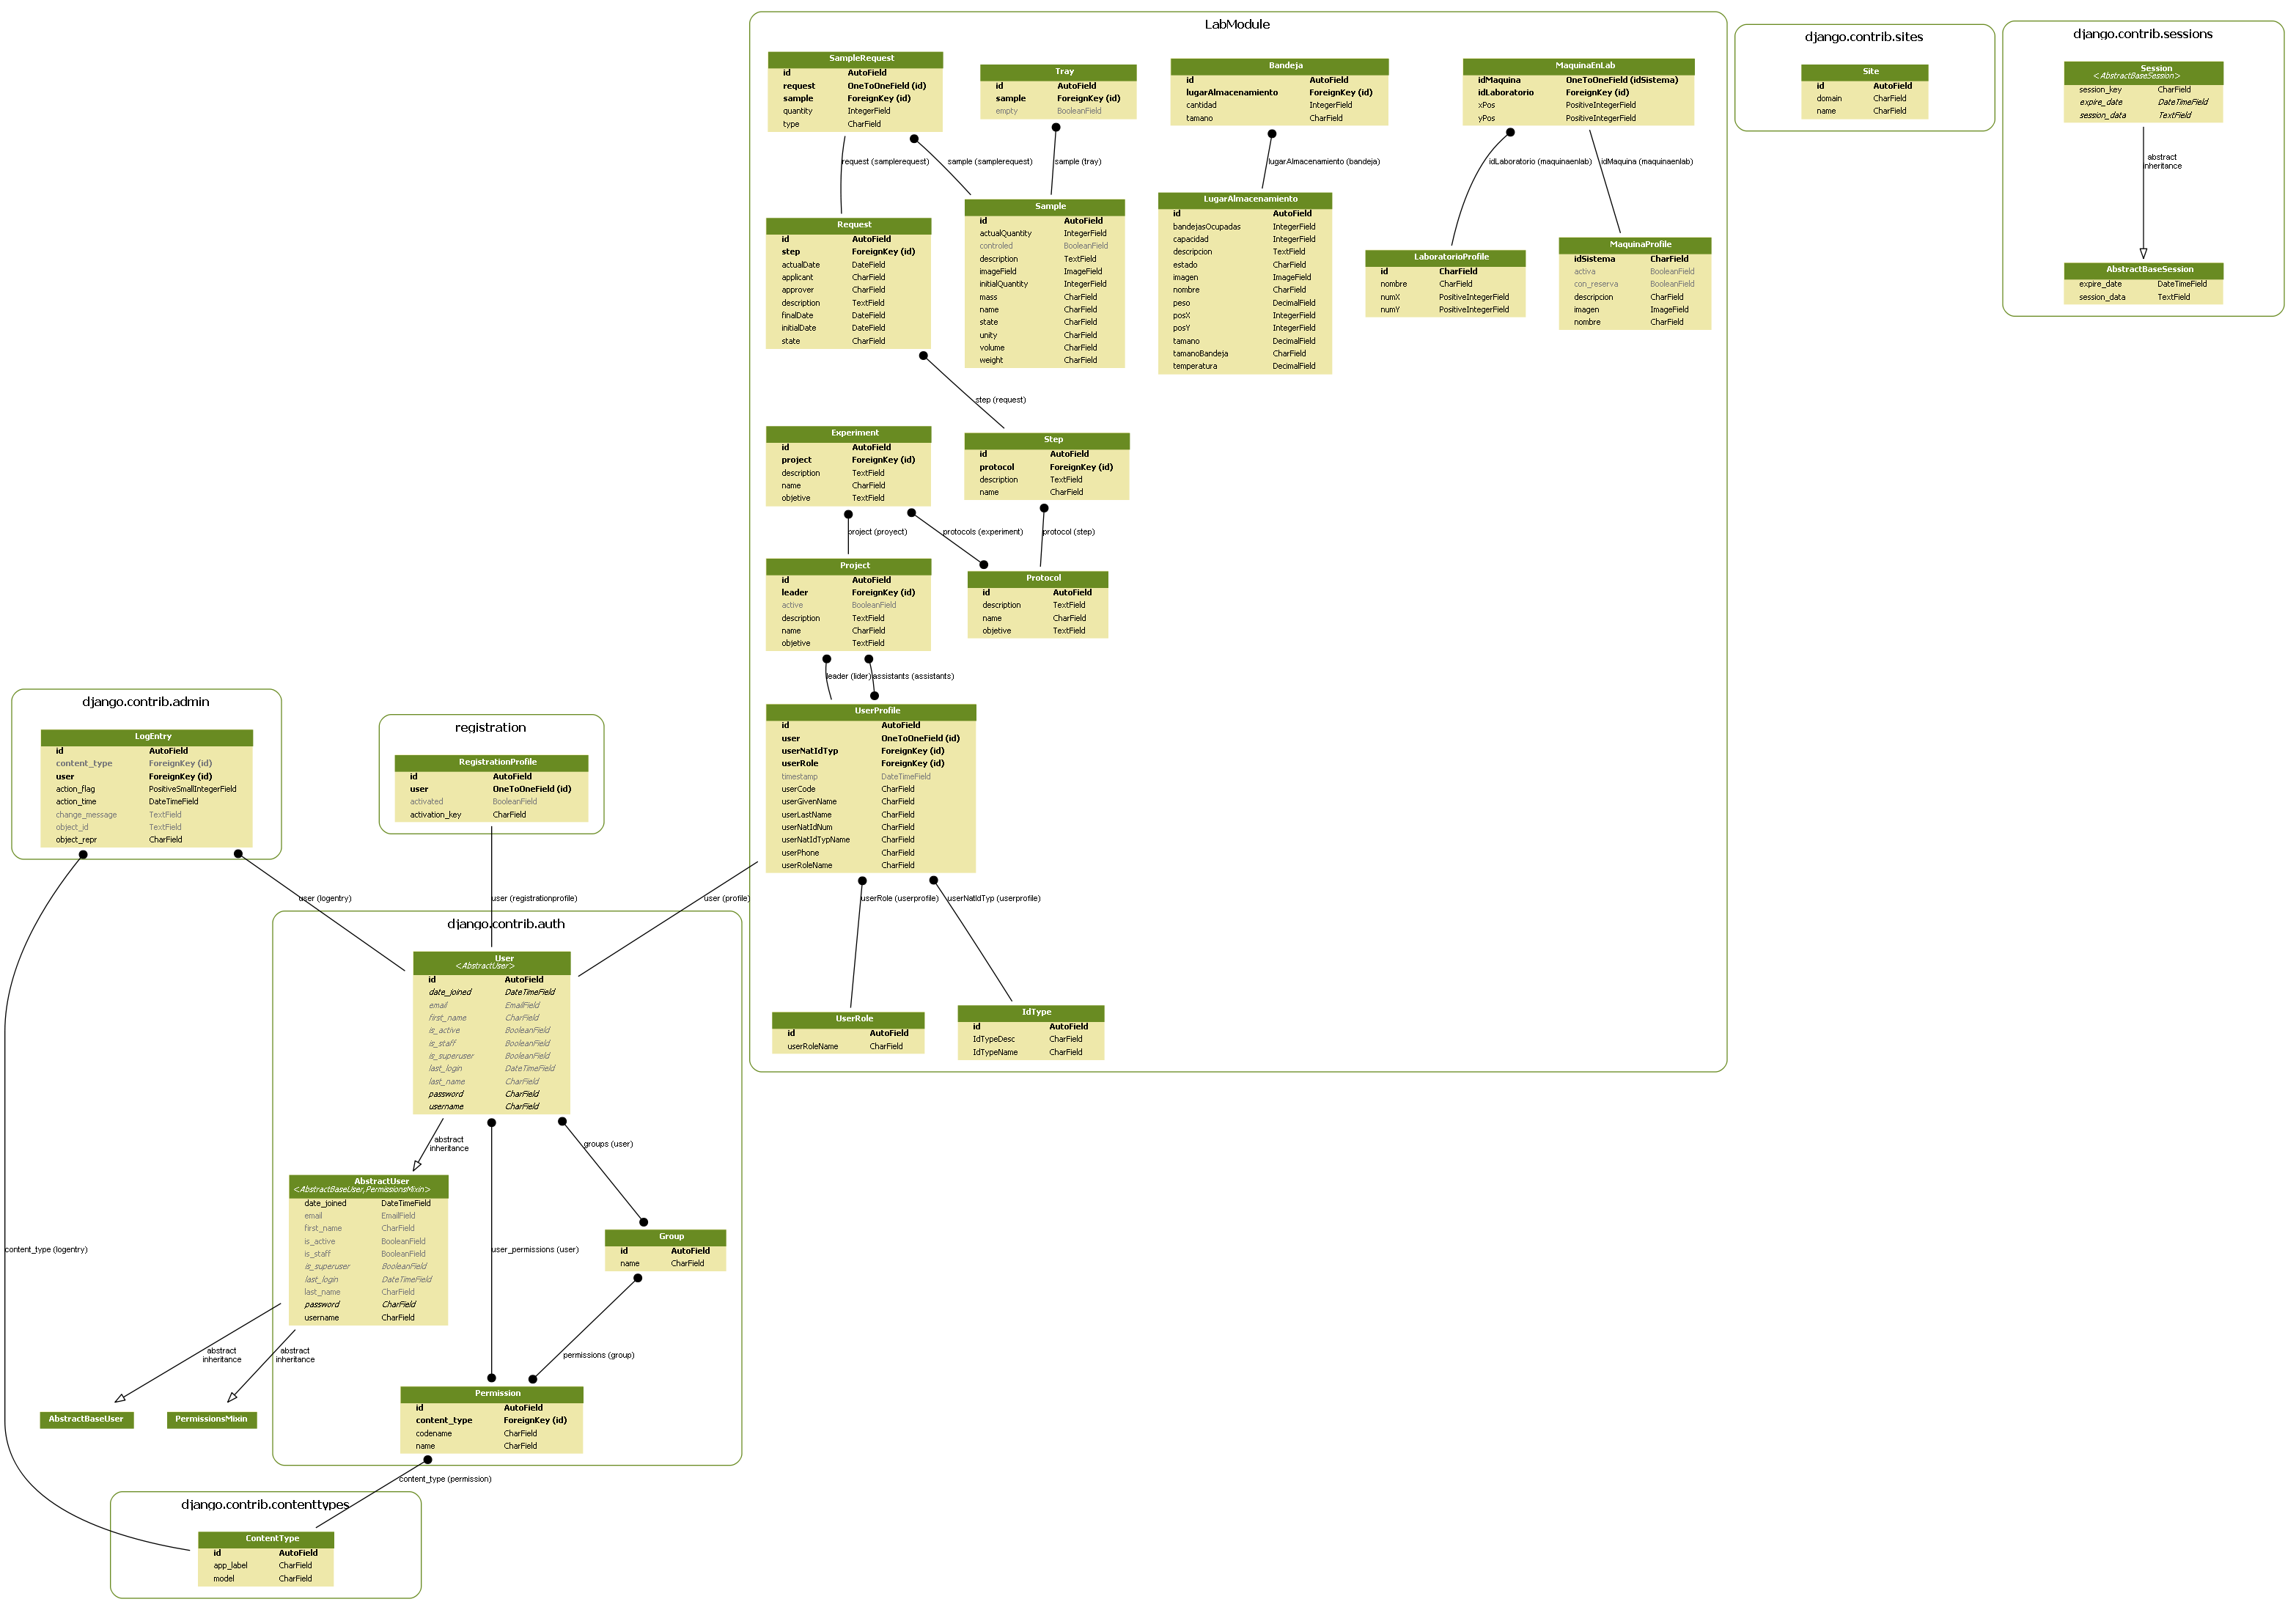 LabModule
SampleRequest
id AutoField
request OneToOneField (id)
sample ForeignKey (id)
quantity IntegerField
type CharField
Tray
id AutoField
sample ForeignKey (id)
empty BooleanField
Bandeja
id AutoField
lugarAlmacenamiento ForeignKey (id)
cantidad IntegerField
tamano CharField
MaquinaEnLab
idMaquina OneToOneField (idSistema)
idLaboratorio ForeignKey (id)
xPos PositiveIntegerField
yPos PositiveIntegerField
request (samplerequest)
sample (samplerequest)
sample (tray)
lugarAlmacenamiento (bandeja)
idLaboratorio (maquinaenlab)
idMaquina (maquinaenlab)
Request
id AutoField
step ForeignKey (id)
actualDate DateField
applicant CharField
approver CharField
description TextField
finalDate DateField
initialDate DateField
state CharField
Sample
id AutoField
actualQuantity IntegerField
controled BooleanField
description TextField
imageField ImageField
initialQuantity IntegerField
mass CharField
name CharField
state CharField
unity CharField
volume CharField
weight CharField
LugarAlmacenamiento
id AutoField
bandejasOcupadas IntegerField
capacidad IntegerField
descripcion TextField
estado CharField
imagen ImageField
nombre CharField
peso DecimalField
posX IntegerField
posY IntegerField
tamano DecimalField
tamanoBandeja CharField
temperatura DecimalField
LaboratorioProfile
id CharField
nombre CharField
numX PositiveIntegerField
numY PositiveIntegerField
MaquinaProfile
idSistema CharField
activa BooleanField
con_reserva BooleanField
descripcion CharField
imagen ImageField
nombre CharField
step (request)
Experiment
id AutoField
project ForeignKey (id)
description TextField
name CharField
objetive TextField
Step
id AutoField
protocol ForeignKey (id)
description TextField
name CharField
project (proyect)
protocols (experiment)
protocol (step)
Project
id AutoField
leader ForeignKey (id)
active BooleanField
description TextField
name CharField
objetive TextField
Protocol
id AutoField
description TextField
name CharField
objetive TextField
leader (lider)
assistants (assistants)
UserProfile
id AutoField
user OneToOneField (id)
userNatIdTyp ForeignKey (id)
userRole ForeignKey (id)
timestamp DateTimeField
userCode CharField
userGivenName CharField
userLastName CharField
userNatIdNum CharField
userNatIdTypName CharField
userPhone CharField
userRoleName CharField
user (profile)
userRole (userprofile)
userNatIdTyp (userprofile)
UserRole
id AutoField
userRoleName CharField
IdType
id AutoField
IdTypeDesc CharField
IdTypeName CharField
django.contrib.sites
Site
id AutoField
domain CharField
name CharField
django.contrib.sessions
Session
<AbstractBaseSession>
session_key CharField
expire_date DateTimeField
session_data TextField
abstract
inheritance
AbstractBaseSession
expire_date DateTimeField
session_data TextField
django.contrib.admin
LogEntry
id AutoField
content_type ForeignKey (id)
user ForeignKey (id)
action_flag PositiveSmallIntegerField
action_time DateTimeField
change_message TextField
object_id TextField
object_repr CharField
registration
RegistrationProfile
id AutoField
user OneToOneField (id)
activated BooleanField
activation_key CharField
user (logentry)
user (registrationprofile)
django.contrib.auth
User
<AbstractUser>
id AutoField
date_joined DateTimeField
email EmailField
first_name CharField
is_active BooleanField
is_staff BooleanField
is_superuser BooleanField
last_login DateTimeField
last_name CharField
password CharField
username CharField
abstract
inheritance
groups (user)
AbstractUser
<AbstractBaseUser,PermissionsMixin>
date_joined DateTimeField
email EmailField
first_name CharField
is_active BooleanField
is_staff BooleanField
is_superuser BooleanField
last_login DateTimeField
last_name CharField
password CharField
username CharField
content_type (logentry)
user_permissions (user)
Group
id AutoField
name CharField
abstract
inheritance
abstract
inheritance
permissions (group)
AbstractBaseUser
PermissionsMixin
Permission
id AutoField
content_type ForeignKey (id)
codename CharField
name CharField
content_type (permission)
django.contrib.contenttypes
ContentType
id AutoField
app_label CharField
model CharField